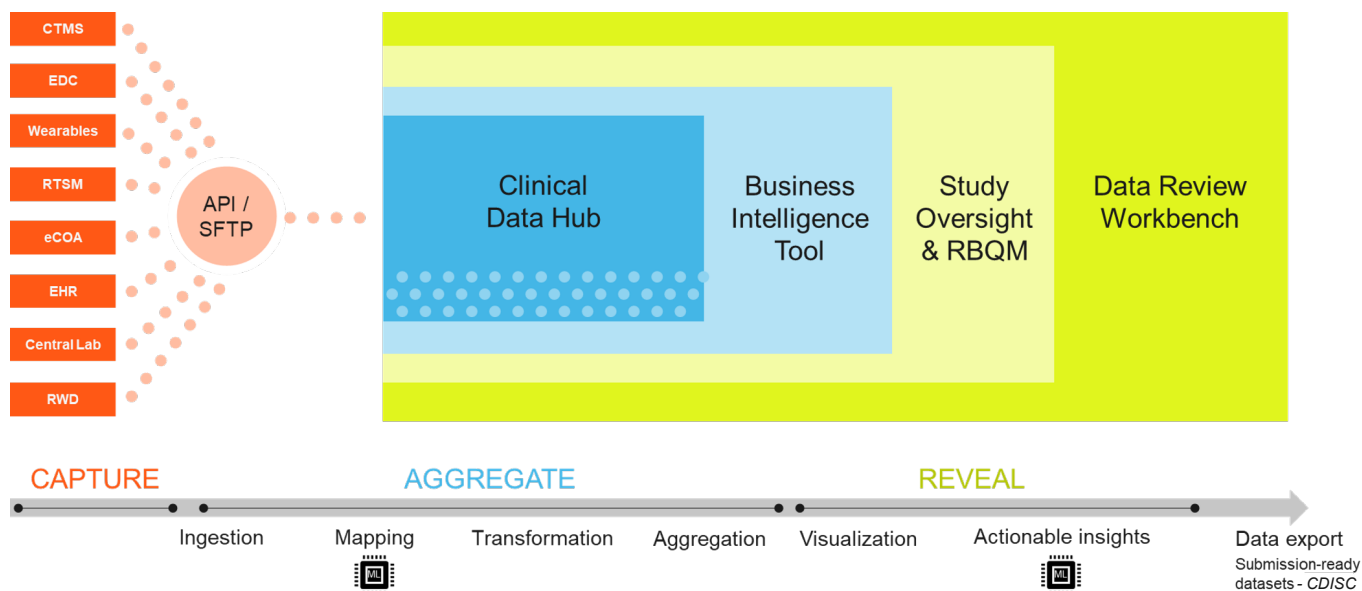 CTMS
EDC
Wearables
RTSM
eCOA
EHR
Central Lab
RWD
API /
SFTP
Clinical
Data Hub
Business
Intelligence
Tool
Study
Oversight
& RBQM
Data Review
Workbench
CAPTURE
AGGREGATE
REVEAL
Ingestion
Mapping
Transformation
Aggregation
Visualization
Actionable insights
Data export
ML
ML
Submission-ready
datasets - CDISC